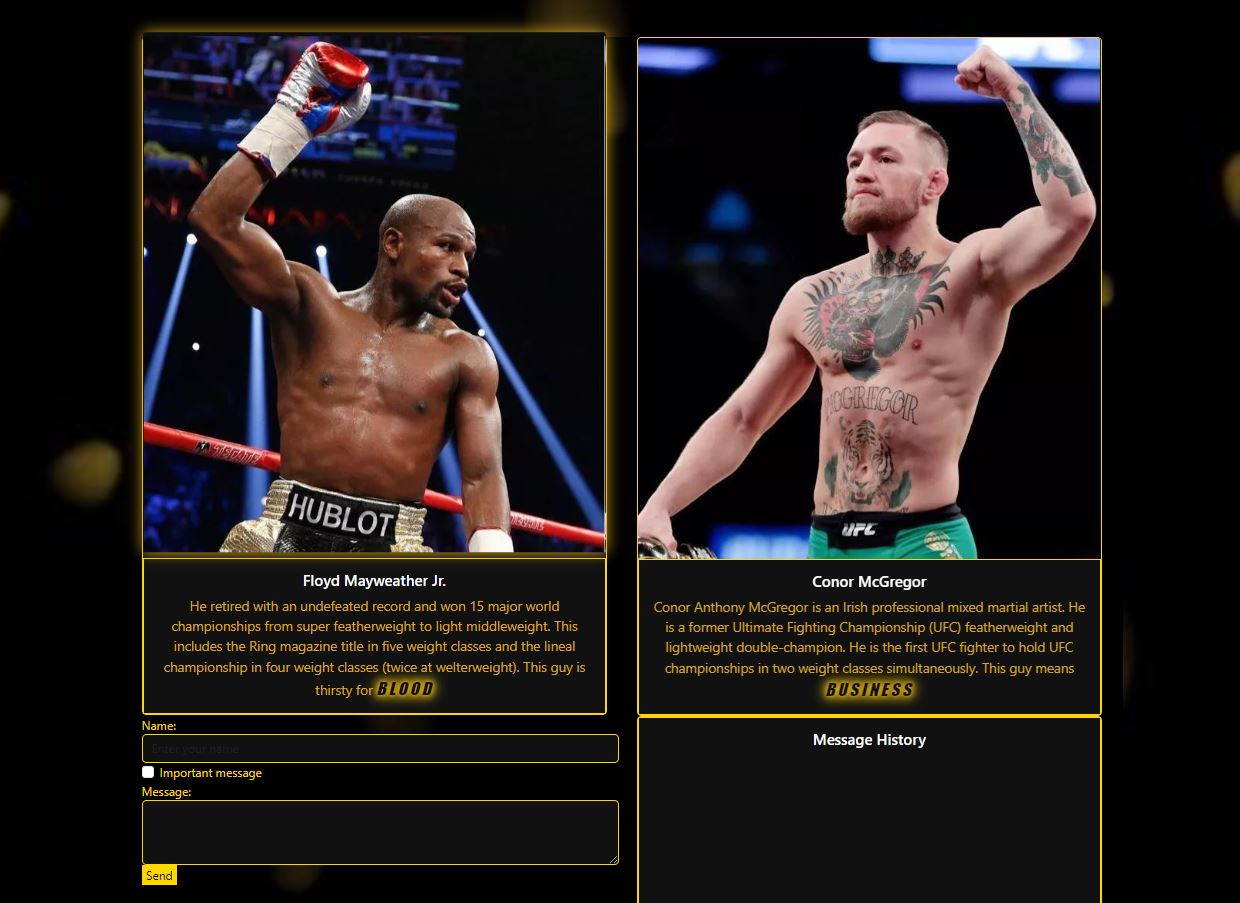 TECATE
HUBLOT
McGREGOR
UFC
Floyd Mayweather Jr.
He retired with an undefeated record and won 15 major world
championships from super featherweight to light middleweight. This
includes the Ring magazine title in five weight classes and the lineal
championship in four weight classes (twice at welterweight). This guy is
thirsty for BLOOD
Conor McGregor
Conor Anthony McGregor is an Irish professional mixed martial artist. He
is a former Ultimate Fighting Championship (UFC) featherweight and
lightweight double-champion. He is the first UFC fighter to hold UFC
championships in two weight classes simultaneously. This guy means
BUSINESS
Name:
Enter your name
Important message
Message:
Send
Message History